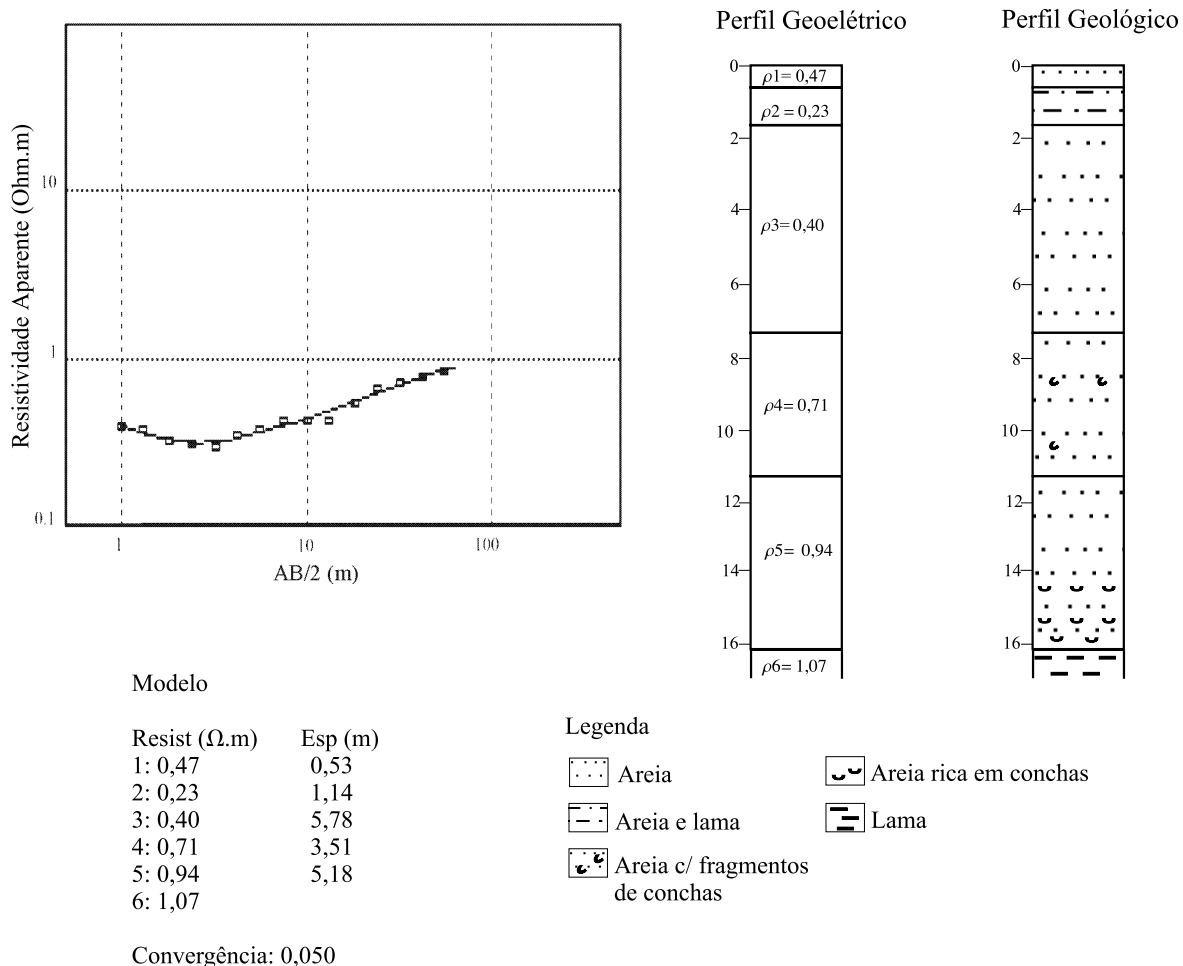 Perfil Geoelétrico
Perfil Geológico
Resistividade Aparente (Ohm.m)
10
1
0.1
1
10
100
AB/2 (m)
0
2
4
6
8
10
12
14
16
ρ1= 0,47
ρ2 = 0,23
ρ3= 0,40
ρ4= 0,71
ρ5= 0,94
ρ6= 1,07
0
2
4
6
8
10
12
14
16
Modelo
Resist (Ω.m) Esp (m)
1: 0,47 0,53
2: 0,23 1,14
3: 0,40 5,78
4: 0,71 3,51
5: 0,94 5,18
6: 1,07
Convergência: 0,050
Legenda
Areia
Areia e lama
Areia c/ fragmentos
de conchas
Areia rica em conchas
Lama